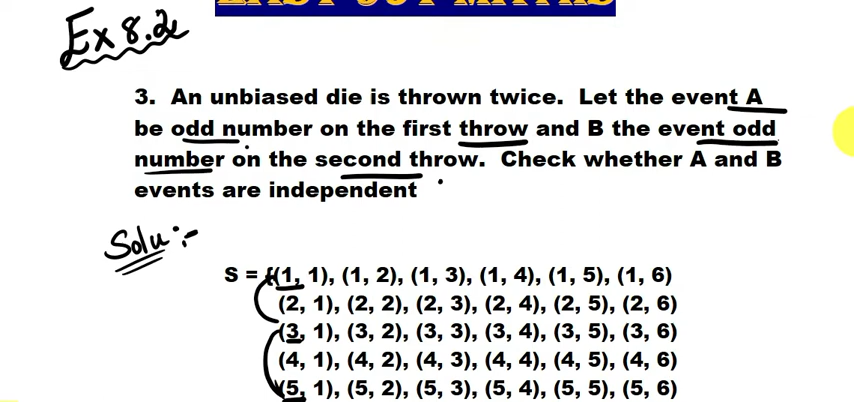 Ex 8.2
3. An unbiased die is thrown twice. Let the event A
be odd number on the first throw and B the event odd
number on the second throw. Check whether A and B
events are independent
Solu:-
S = {(1, 1), (1, 2), (1, 3), (1, 4), (1, 5), (1, 6)
(2, 1), (2, 2), (2, 3), (2, 4), (2, 5), (2, 6)
(3, 1), (3, 2), (3, 3), (3, 4), (3, 5), (3, 6)
(4, 1), (4, 2), (4, 3), (4, 4), (4, 5), (4, 6)
(5, 1), (5, 2), (5, 3), (5, 4), (5, 5), (5, 6)